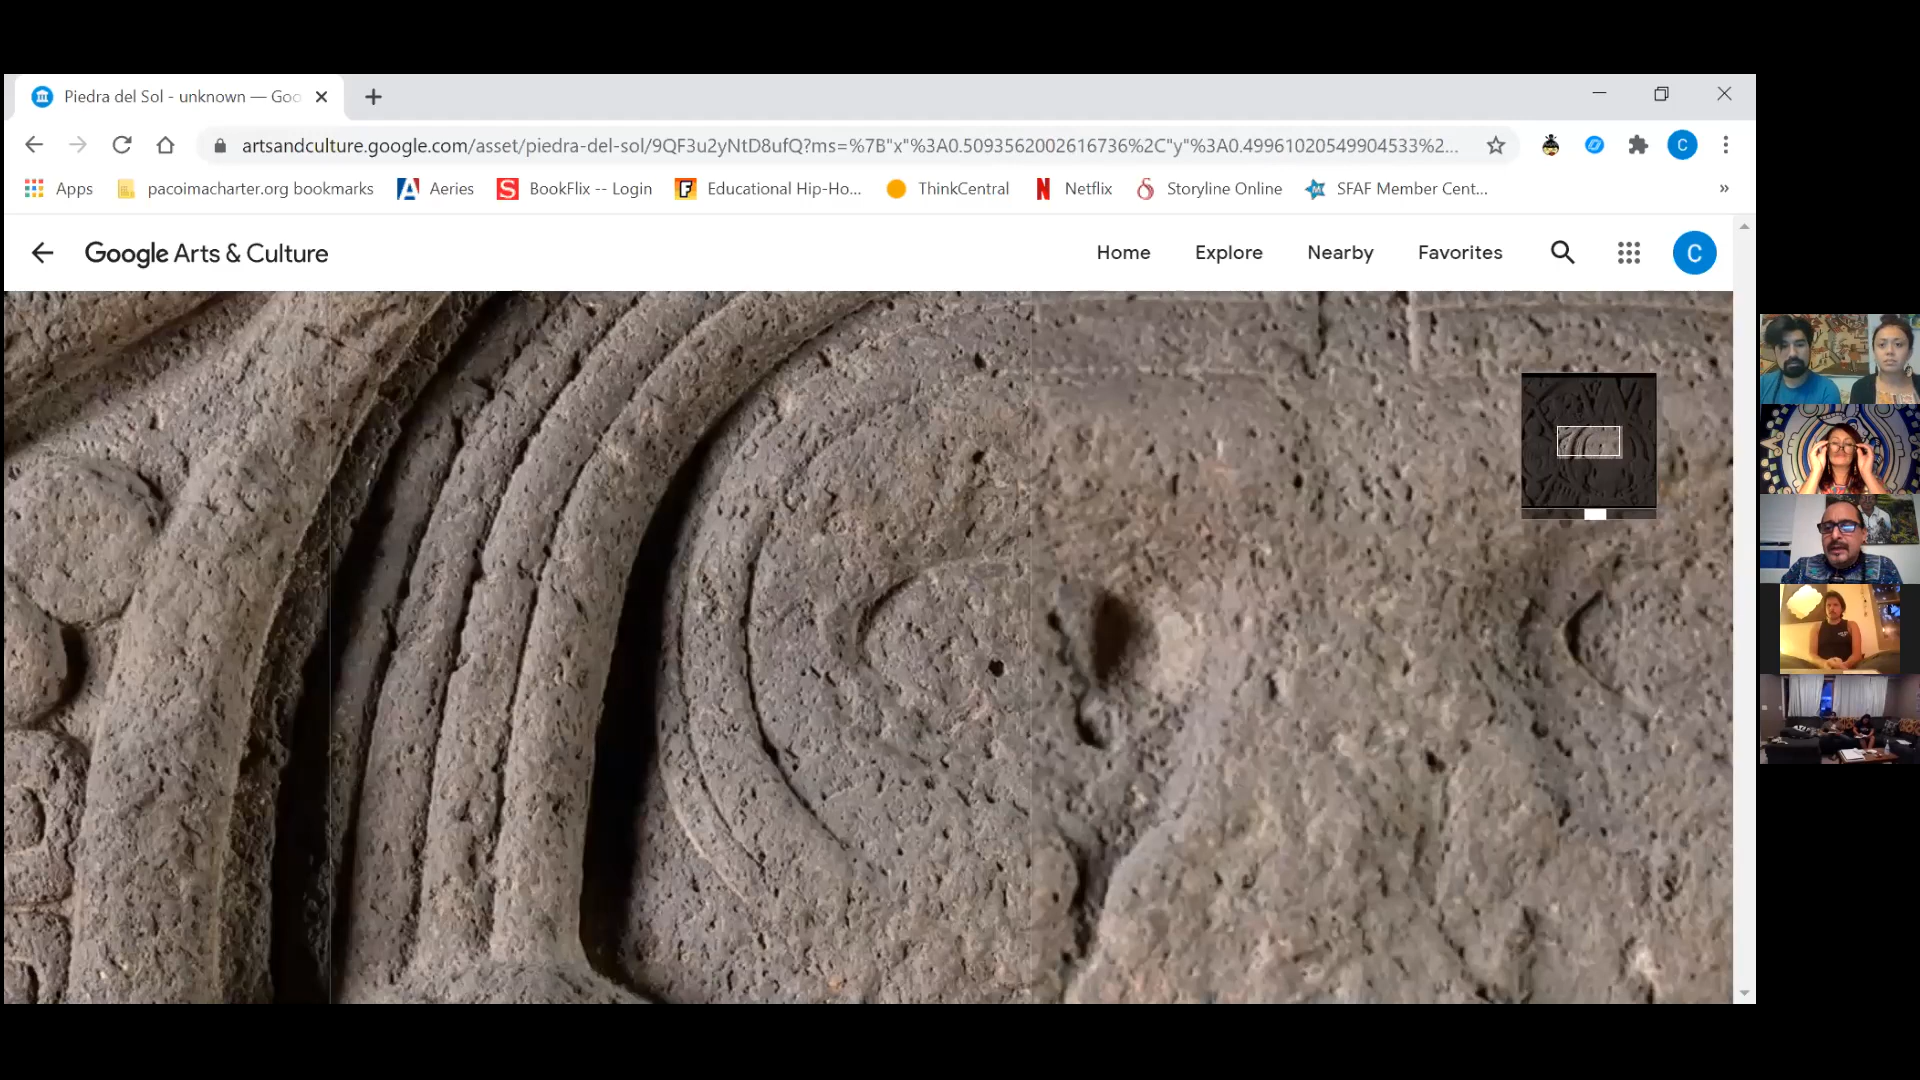 Piedra del Sol - unknown — Goo
artsandculture.google.com/asset/piedra-del-sol/9QF3u2yNtD8ufQ?ms=%7B"x"%3A0.5093562002616736%2C"y"%3A0.49961020549904533%2...
C
Apps pacoimacharter.org bookmarks Aeries BookFlix -- Login Educational Hip-Ho... ThinkCentral Netflix Storyline Online SFAF Member Cent... »
Google Arts & Culture Home Explore Nearby Favorites C